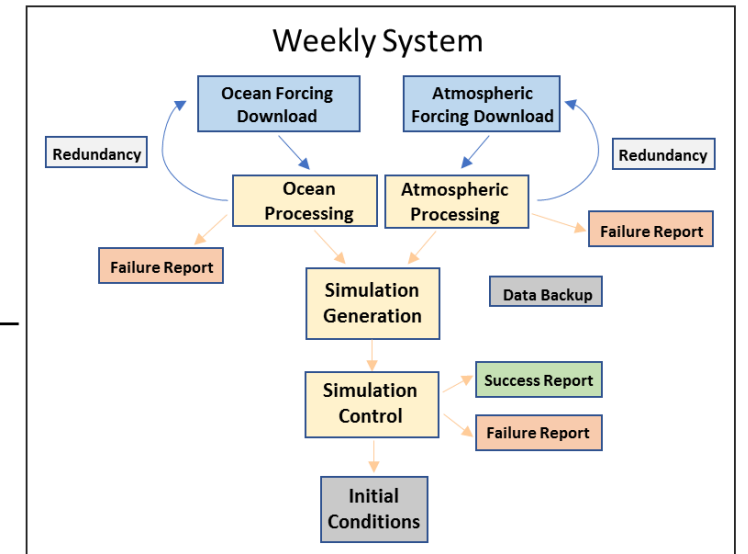 Weekly System
Ocean Forcing
Download
Atmospheric
Forcing Download
Redundancy
Redundancy
Ocean
Processing
Atmospheric
Processing
Failure Report
Failure Report
Simulation
Generation
Data Backup
Simulation
Control
Success Report
Failure Report
Initial
Conditions